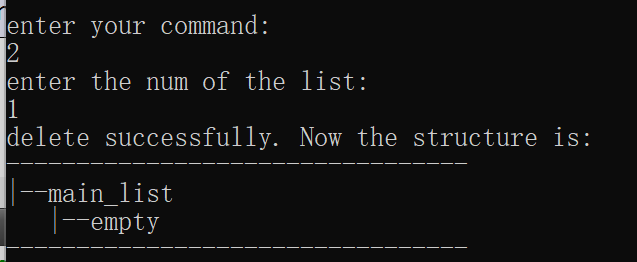 enter your command:
2
enter the num of the list:
1
delete successfully. Now the structure is:
---------------------------------
|--main_list
   |--empty
---------------------------------